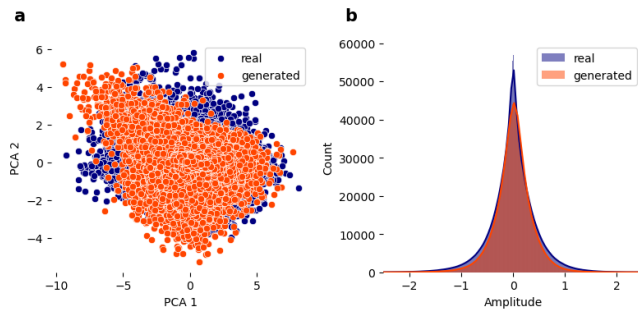 a
real
generated
6
4
2
0
−2
−4
−10
−5
0
5
PCA 1
PCA 2
b
real
generated
60000
50000
40000
30000
20000
10000
0
−2
−1
0
1
2
Amplitude
Count